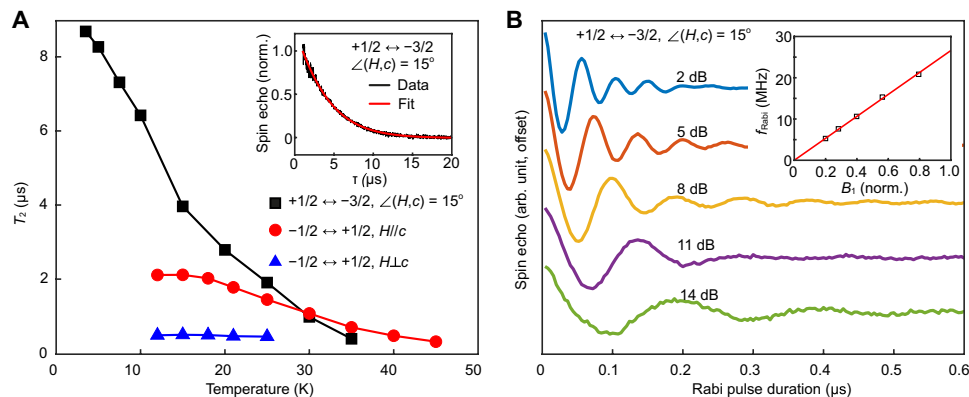 A
T2 (µs)
8
6
4
2
0
0
10
20
30
40
50
Temperature (K)
Spin echo (norm.)
1.0
0.5
0
0
5
10
15
20
τ (µs)
+1/2 ↔ −3/2
∠(H,c) = 15°
Data
Fit
+1/2 ↔ −3/2, ∠(H,c) = 15°
−1/2 ↔ +1/2, H//c
−1/2 ↔ +1/2, H⊥c
B
Spin echo (arb. unit, offset)
+1/2 ↔ −3/2, ∠(H,c) = 15°
2 dB
5 dB
8 dB
11 dB
14 dB
0
0.1
0.2
0.3
0.4
0.5
0.6
Rabi pulse duration (µs)
fRabi (MHz)
30
20
10
0
0
0.2
0.4
0.6
0.8
1.0
B1 (norm.)